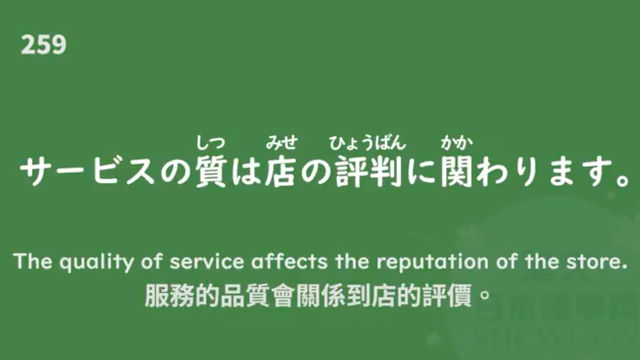 259
しつ みせ ひょうばん かか
サービスの質は店の評判に関わります。
The quality of service affects the reputation of the store.
服務的品質會關係到店的評價。